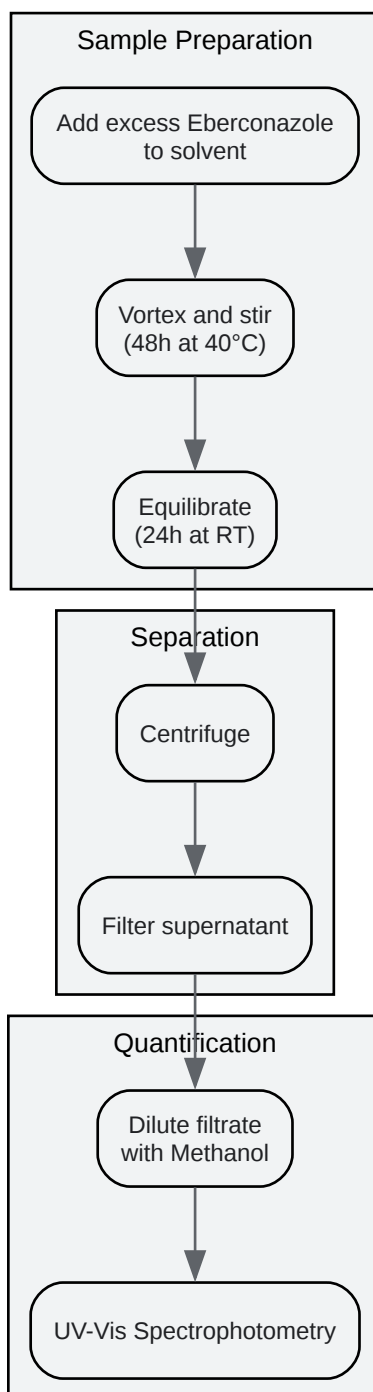 Sample Preparation
Add excess Eberconazole
to solvent
Vortex and stir
(48h at 40°C)
Equilibrate
(24h at RT)
Separation
Centrifuge
Filter supernatant
Quantification
Dilute filtrate
with Methanol
UV-Vis Spectrophotometry